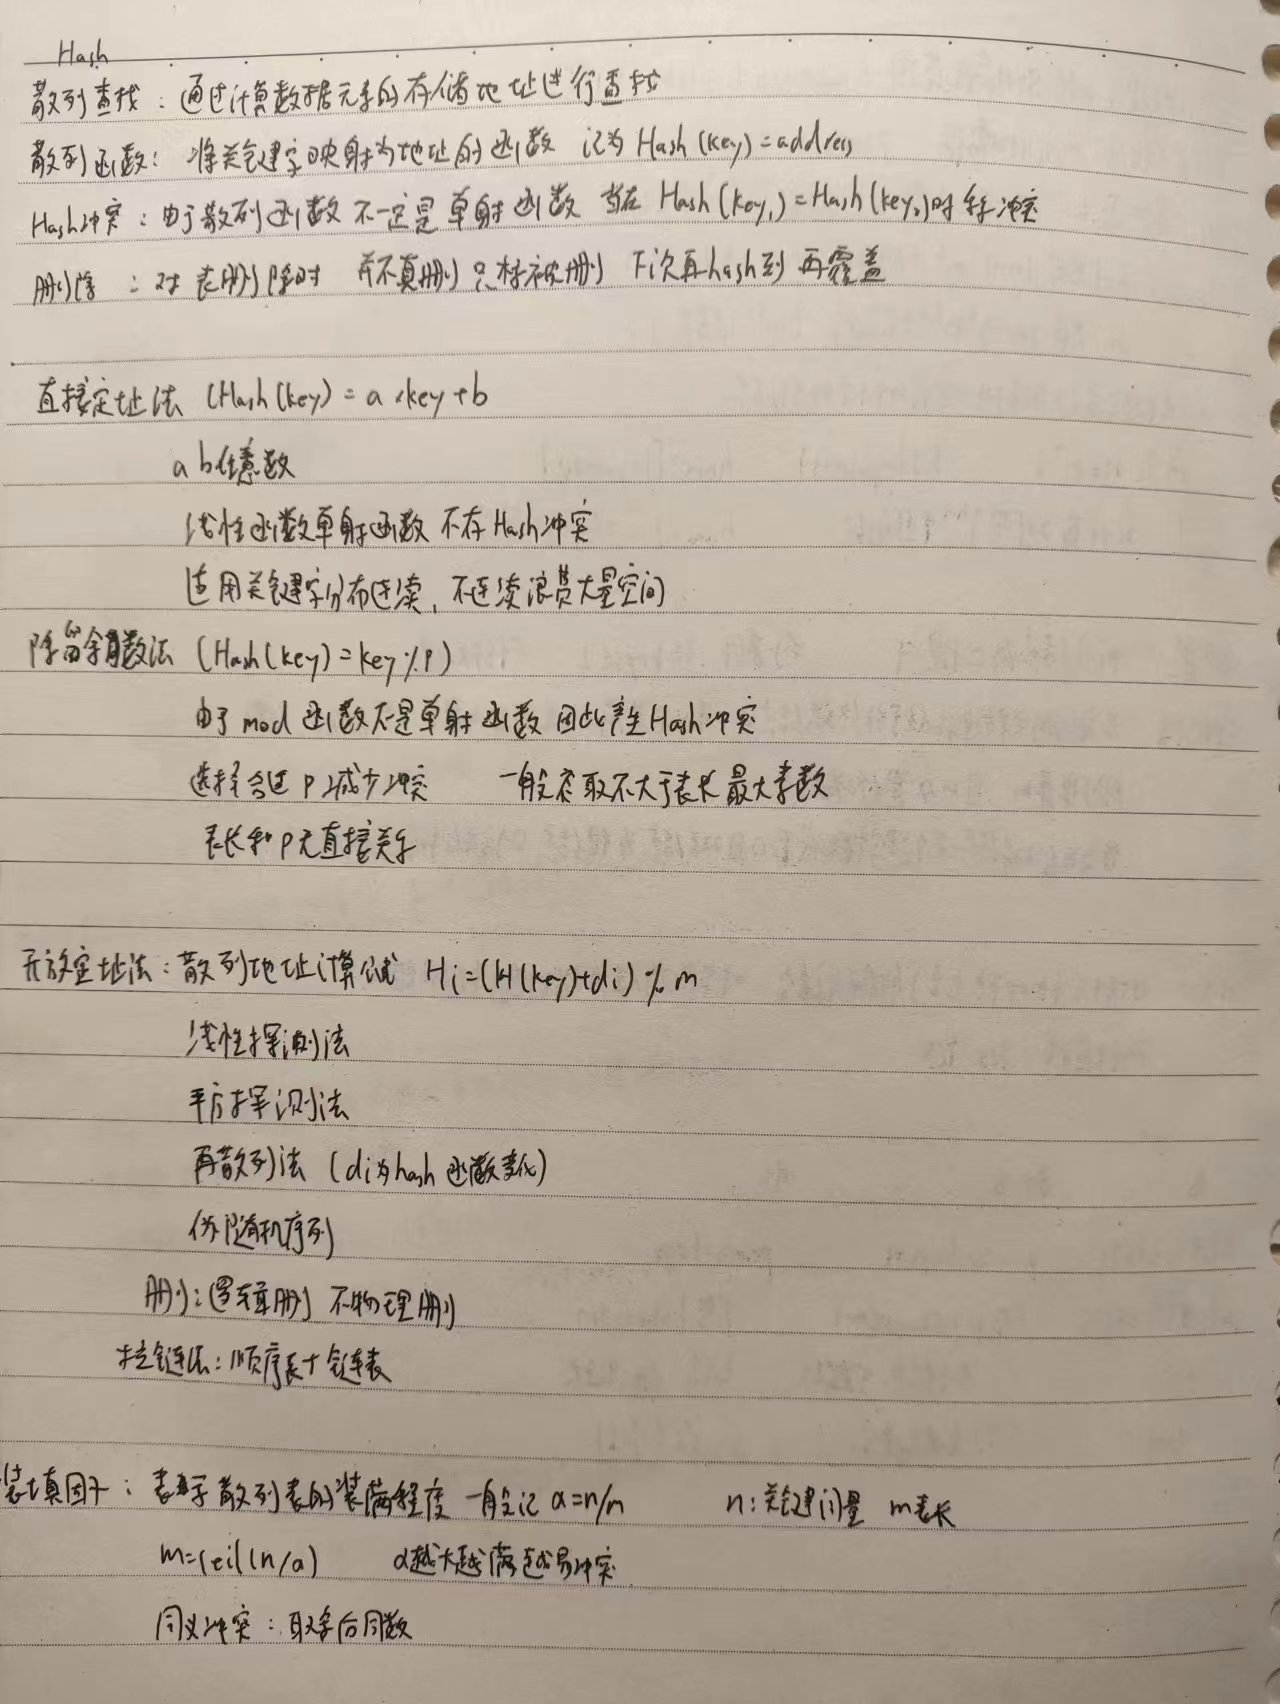 Hash
散列查找：通过计算数据元素的存储地址进行查找
散列函数：将关键字映射为地址的函数 记为 Hash(key)=address
Hash冲突：由于散列函数不一定是单射函数 当在 Hash(key₁)=Hash(key₂)时 称冲突
删除：对表删除时 并不真删 只标被删 下次再hash到 再覆盖
直接定址法 (Hash(key)=a·key+b
a b任意数
线性函数单射函数 不存Hash冲突
适用关键字分布连续，不连续浪费大量空间
除留余数法 (Hash(key)=key%P)
由于 mod 函数不是单射函数 因此产生Hash冲突
选择合适 P 减少冲突 一般 取不大于表长最大素数
表长和P无直接关系
开放定址法：散列地址计算公式 Hi=(H(key)+di)%m
线性探测法
平方探测法
再散列法 (di为hash函数变化)
伪随机序列
删：逻辑删 不物理删
拉链法：顺序表+链表
装填因子：表示散列表的装满程度 一般记 α=n/m n:关键词量 m表长
m=ceil(n/a) α越大越满越易冲突
同义冲突：取余后同数